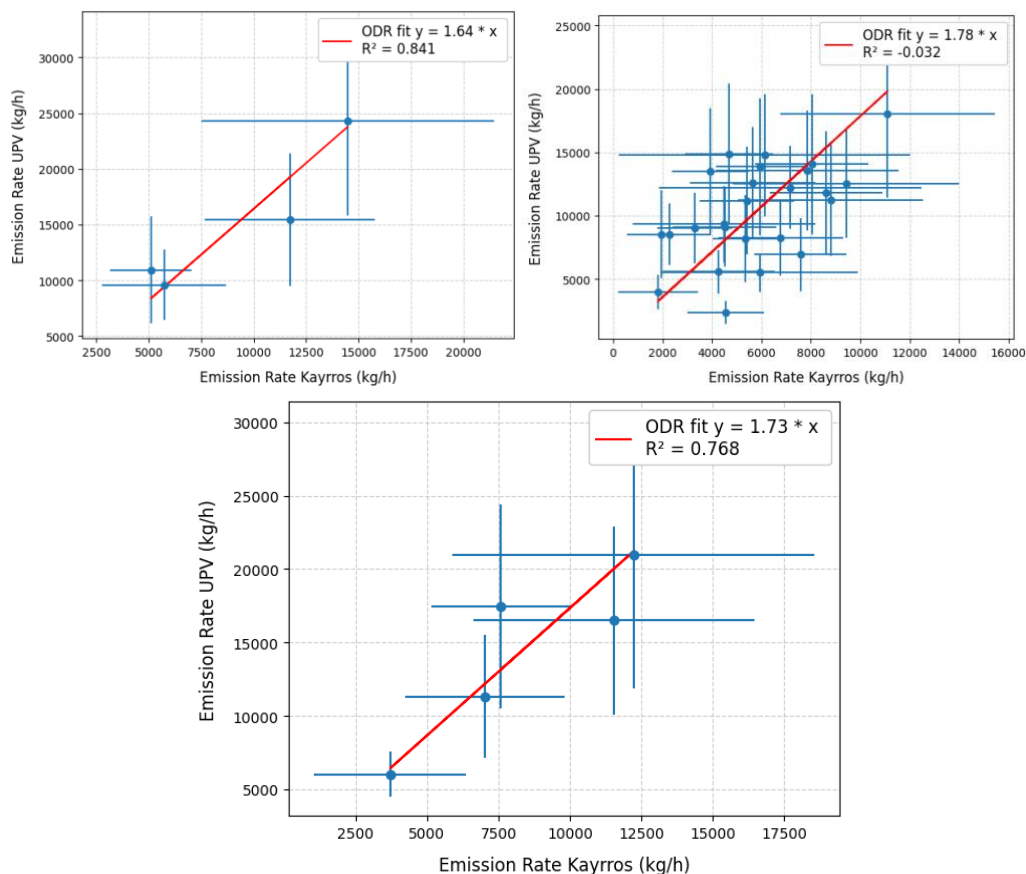 ODR fit y = 1.64 * x
R² = 0.841
30000
25000
20000
15000
10000
5000
Emission Rate UPV (kg/h)
2500 5000 7500 10000 12500 15000 17500 20000
Emission Rate Kayrros (kg/h)
ODR fit y = 1.78 * x
R² = -0.032
25000
20000
15000
10000
5000
0
Emission Rate UPV (kg/h)
0 2000 4000 6000 8000 10000 12000 14000 16000
Emission Rate Kayrros (kg/h)
ODR fit y = 1.73 * x
R² = 0.768
30000
25000
20000
15000
10000
5000
Emission Rate UPV (kg/h)
2500 5000 7500 10000 12500 15000 17500
Emission Rate Kayrros (kg/h)